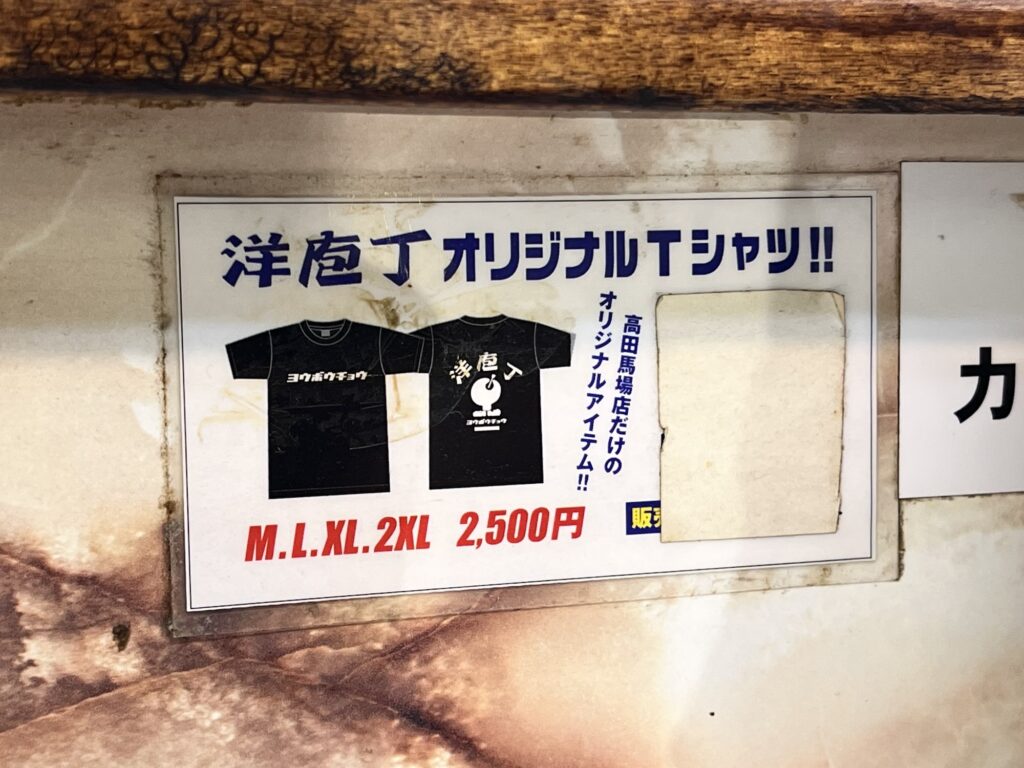 洋庖丁オリジナルTシャツ!!
ヨウボウチョウ
洋庖丁
ヨウボウチョウ
高田馬場店だけの
オリジナルアイテム!!
M.L.XL.2XL 2,500円
販売
カ